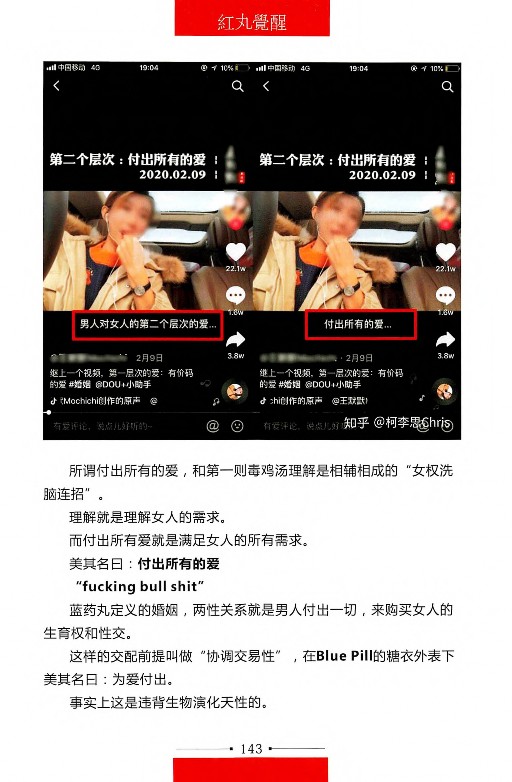 紅丸覺醒
中国移动 4G 19:04 10%
中国移动 4G 19:04 10%
第二个层次：付出所有的爱
2020.02.09
第二个层次：付出所有的爱
2020.02.09
22.1w
1.6w
男人对女人的第二个层次的爱...
3.8w
2月9日
继上一个视频，第一层次的爱：有价码
的爱 #婚姻 @DOU+小助手
Mochichi创作的原声 @
有爱评论，说点儿好听的~
22.1w
1.6w
付出所有的爱...
3.8w
· 2月9日
继上一个视频，第一层次的爱：有价码
的爱 #婚姻 @DOU+小助手
chi创作的原声 @王默默
有爱评论，说点儿好听的~
知乎 @柯李思Chris
所谓付出所有的爱，和第一则毒鸡汤理解是相辅相成的“女权洗
脑连招”。
理解就是理解女人的需求。
而付出所有爱就是满足女人的所有需求。
美其名曰：付出所有的爱
“fucking bull shit”
蓝药丸定义的婚姻，两性关系就是男人付出一切，来购买女人的
生育权和性交。
这样的交配前提叫做“协调交易性”，在Blue Pill的糖衣外表下
美其名曰：为爱付出。
事实上这是违背生物演化天性的。
143